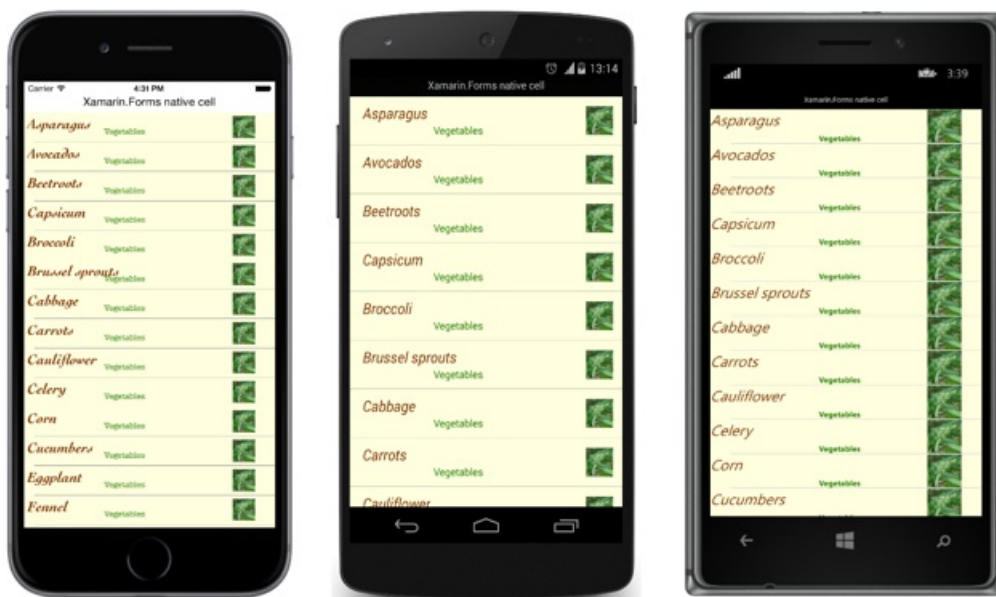 Carrier 4:31 PM
Xamarin.Forms native cell
Asparagus
Vegetables
Avocados
Vegetables
Beetroots
Vegetables
Capsicum
Vegetables
Broccoli
Vegetables
Brussel sprouts
Vegetables
Cabbage
Vegetables
Carrots
Vegetables
Cauliflower
Vegetables
Celery
Vegetables
Corn
Vegetables
Cucumbers
Vegetables
Eggplant
Vegetables
Fennel
Vegetables
13:14
Xamarin.Forms native cell
Asparagus
Vegetables
Avocados
Vegetables
Beetroots
Vegetables
Capsicum
Vegetables
Broccoli
Vegetables
Brussel sprouts
Vegetables
Cabbage
Vegetables
Carrots
Vegetables
Cauliflower
3:39
Xamarin.Forms native cell
Asparagus
Vegetables
Avocados
Vegetables
Beetroots
Vegetables
Capsicum
Vegetables
Broccoli
Vegetables
Brussel sprouts
Vegetables
Cabbage
Vegetables
Carrots
Vegetables
Cauliflower
Vegetables
Celery
Vegetables
Corn
Vegetables
Cucumbers